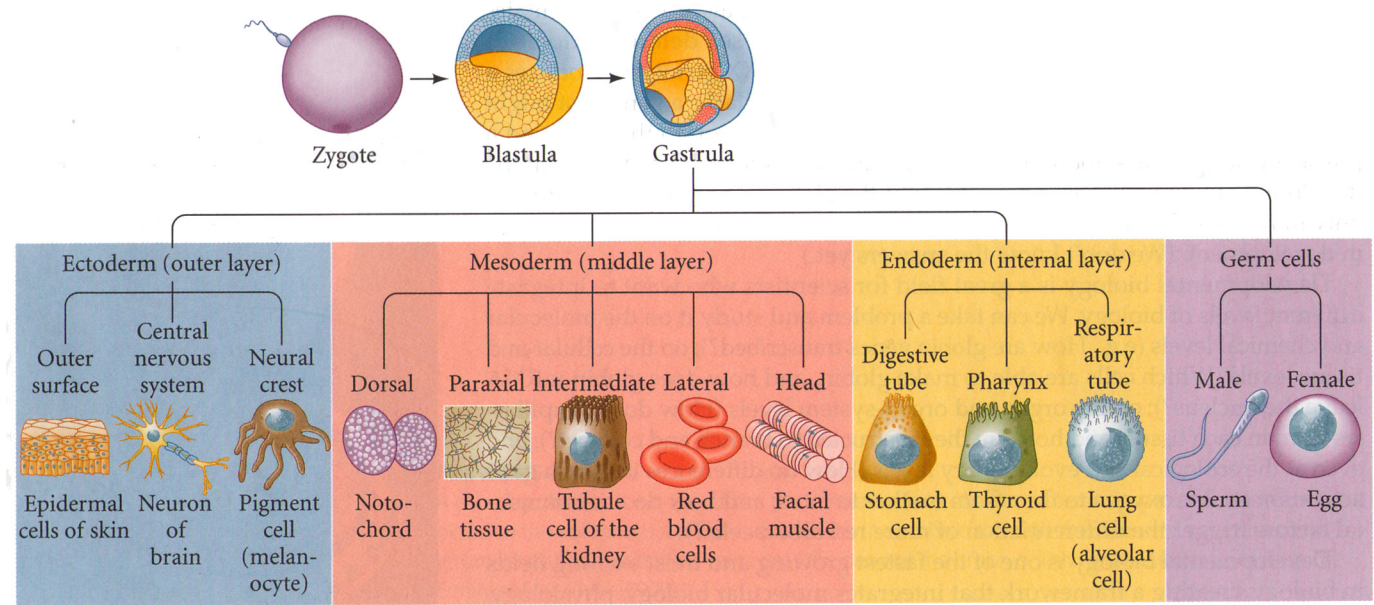 Zygote
Blastula
Gastrula
Ectoderm (outer layer)
Mesoderm (middle layer)
Endoderm (internal layer)
Germ cells
Outer
surface
Central
nervous
system
Neural
crest
Dorsal
Paraxial
Intermediate
Lateral
Head
Digestive
tube
Pharynx
Respir-
atory
tube
Male
Female
Epidermal
cells of skin
Neuron
of
brain
Pigment
cell
(melan-
ocyte)
Noto-
chord
Bone
tissue
Tubule
cell of the
kidney
Red
blood
cells
Facial
muscle
Stomach
cell
Thyroid
cell
Lung
cell
(alveolar
cell)
Sperm
Egg